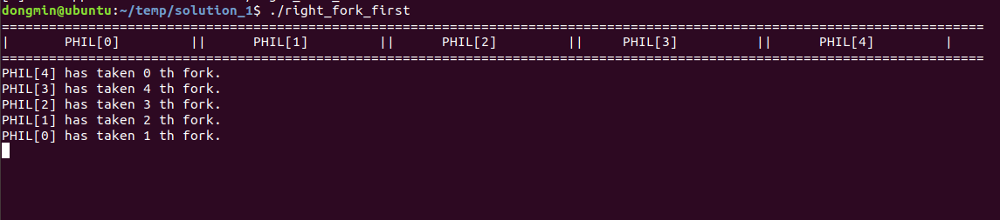 dongmin@ubuntu:~/temp/solution_1$ ./right_fork_first
=============================================================================================================================
|       PHIL[0]         ||      PHIL[1]         ||      PHIL[2]         ||     PHIL[3]          ||      PHIL[4]         |
=============================================================================================================================
PHIL[4] has taken 0 th fork.
PHIL[3] has taken 4 th fork.
PHIL[2] has taken 3 th fork.
PHIL[1] has taken 2 th fork.
PHIL[0] has taken 1 th fork.